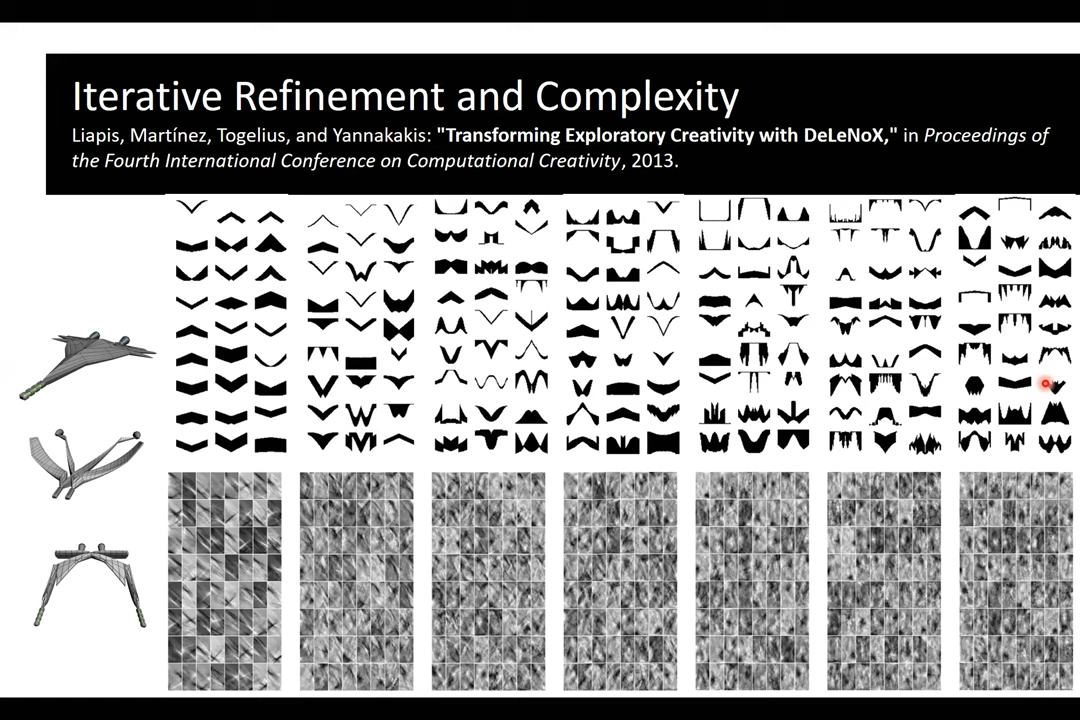 Iterative Refinement and Complexity
Liapis, Martínez, Togelius, and Yannakakis: "Transforming Exploratory Creativity with DeLeNoX," in Proceedings of
the Fourth International Conference on Computational Creativity, 2013.